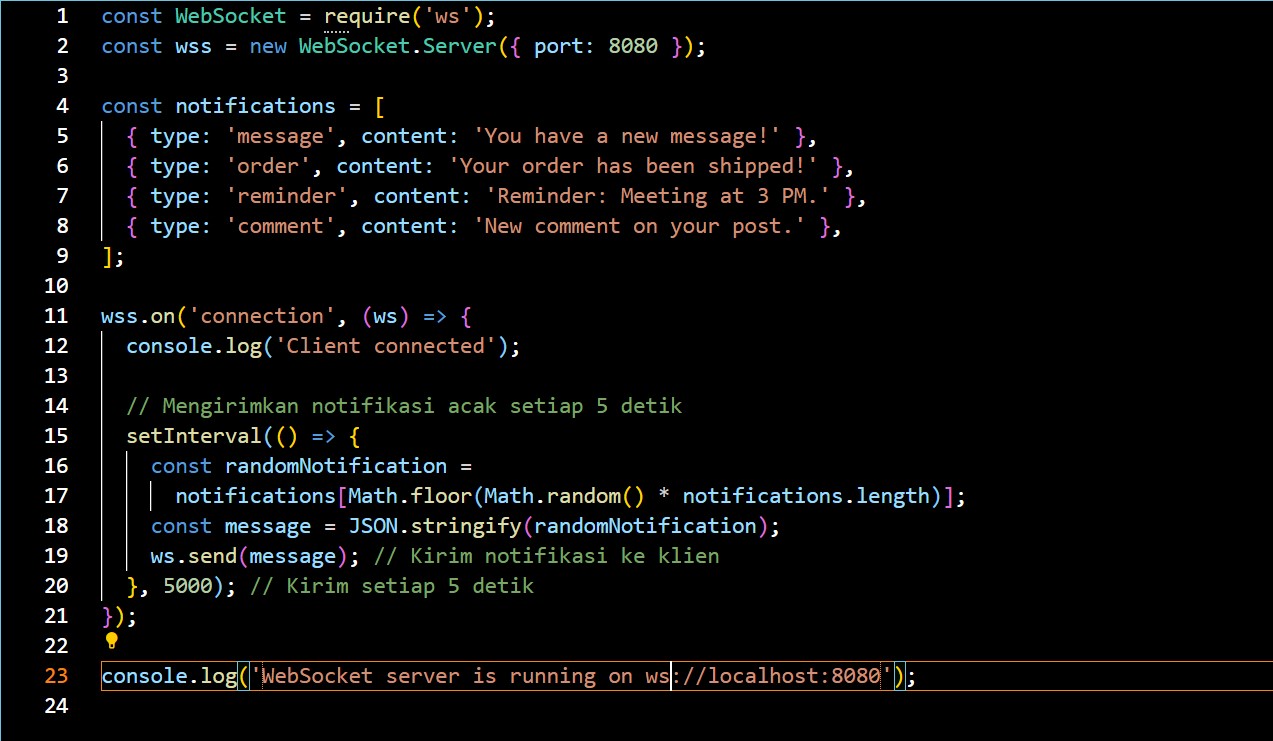 1 const WebSocket = require('ws');
2 const wss = new WebSocket.Server({ port: 8080 });
3
4 const notifications = [
5   { type: 'message', content: 'You have a new message!' },
6   { type: 'order', content: 'Your order has been shipped!' },
7   { type: 'reminder', content: 'Reminder: Meeting at 3 PM.' },
8   { type: 'comment', content: 'New comment on your post.' },
9 ];
10
11 wss.on('connection', (ws) => {
12   console.log('Client connected');
13
14   // Mengirimkan notifikasi acak setiap 5 detik
15   setInterval(() => {
16     const randomNotification =
17       notifications[Math.floor(Math.random() * notifications.length)];
18     const message = JSON.stringify(randomNotification);
19     ws.send(message); // Kirim notifikasi ke klien
20   }, 5000); // Kirim setiap 5 detik
21 });
22
23 console.log('WebSocket server is running on ws://localhost:8080');
24